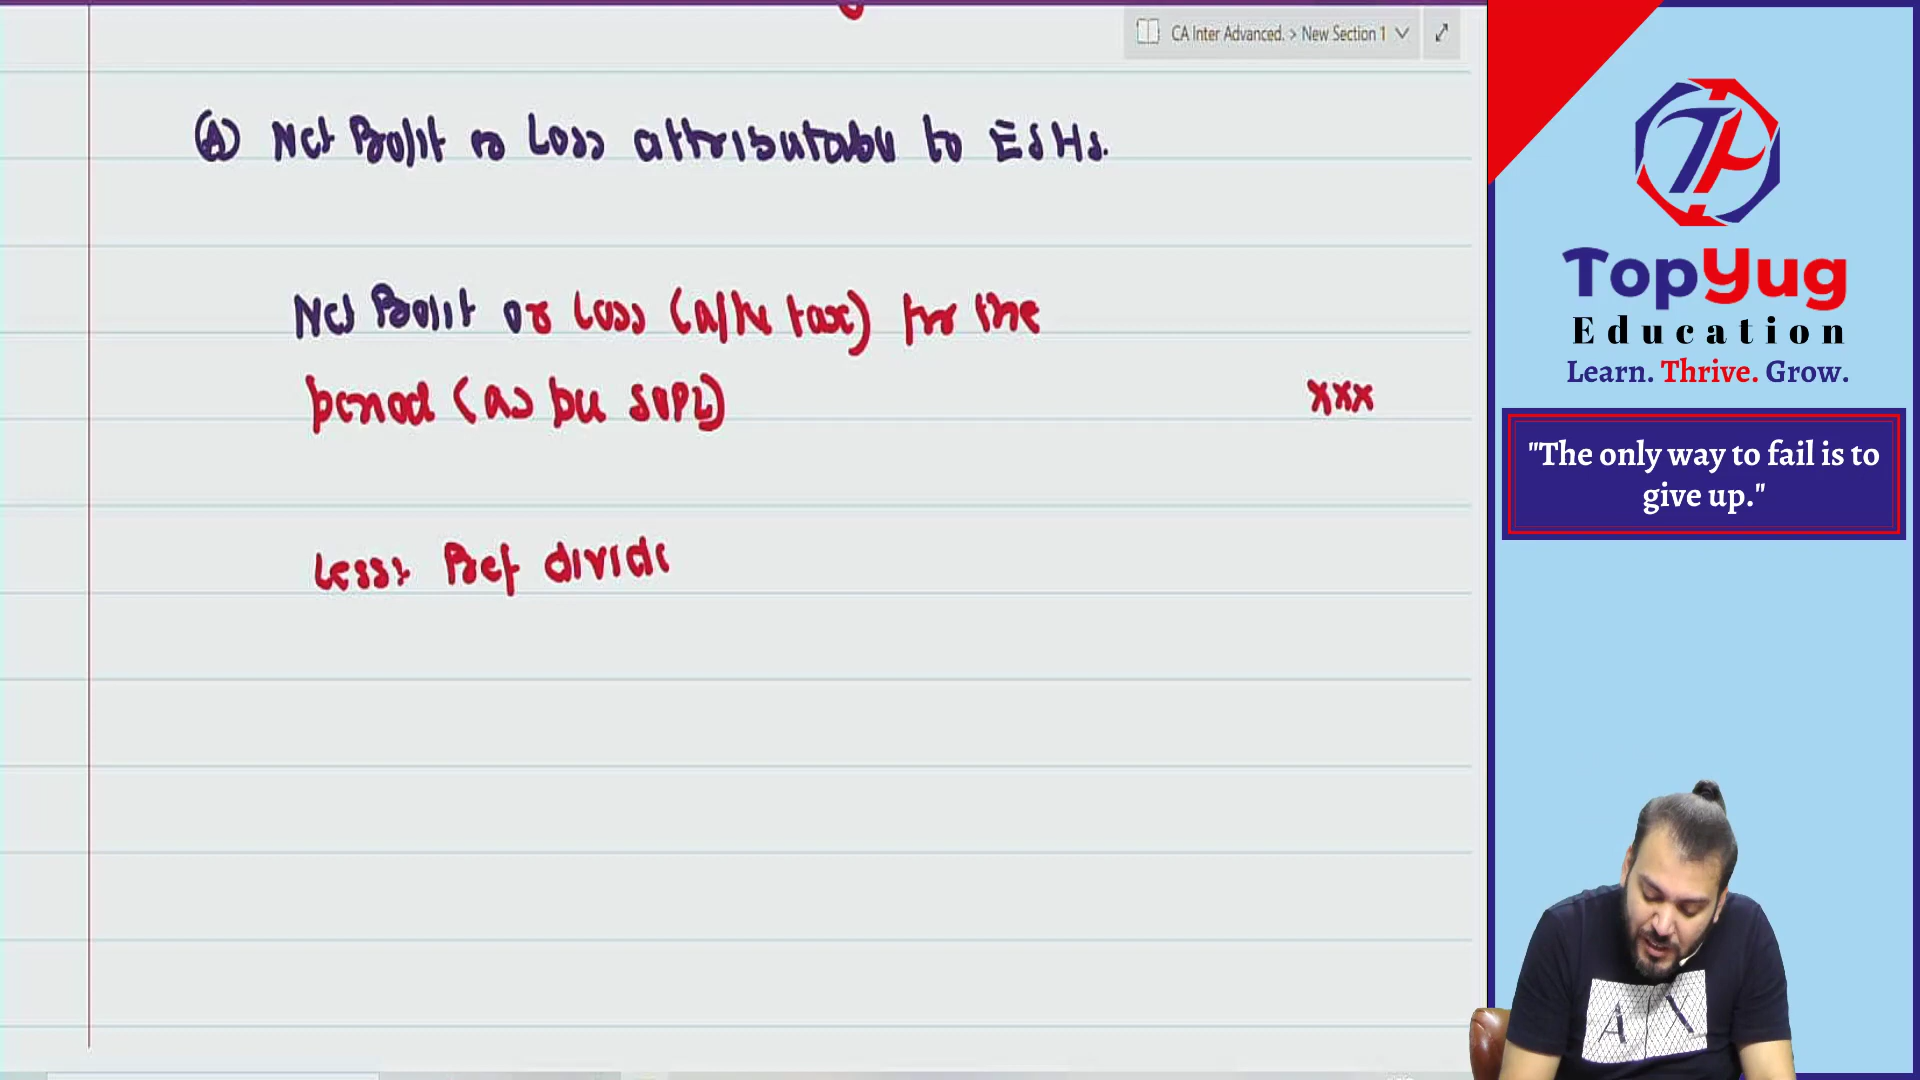 CA Inter Advanced. > New Section 1
(A) Net Profit or Loss attributable to ESHs.
Net Profit or Loss (after tax) for the
period (as per SOPL) xxx
Less: Pref divide
TopYug
Education
Learn. Thrive. Grow.
"The only way to fail is to
give up."
A X